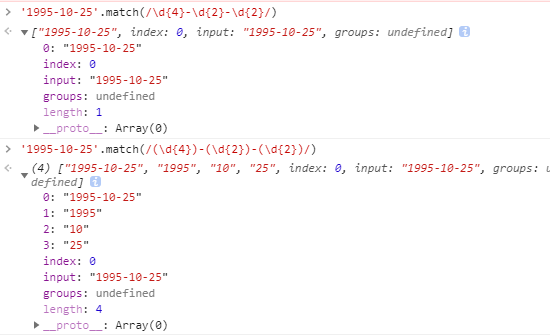 > '1995-10-25'.match(/\d{4}-\d{2}-\d{2}/)
<· ▼["1995-10-25", index: 0, input: "1995-10-25", groups: undefined] i
0: "1995-10-25"
index: 0
input: "1995-10-25"
groups: undefined
length: 1
▶__proto__: Array(0)
> '1995-10-25'.match(/(\d{4})-(\d{2})-(\d{2})/)
<· (4) ["1995-10-25", "1995", "10", "25", index: 0, input: "1995-10-25", groups: u
▼defined] i
0: "1995-10-25"
1: "1995"
2: "10"
3: "25"
index: 0
input: "1995-10-25"
groups: undefined
length: 4
▶__proto__: Array(0)